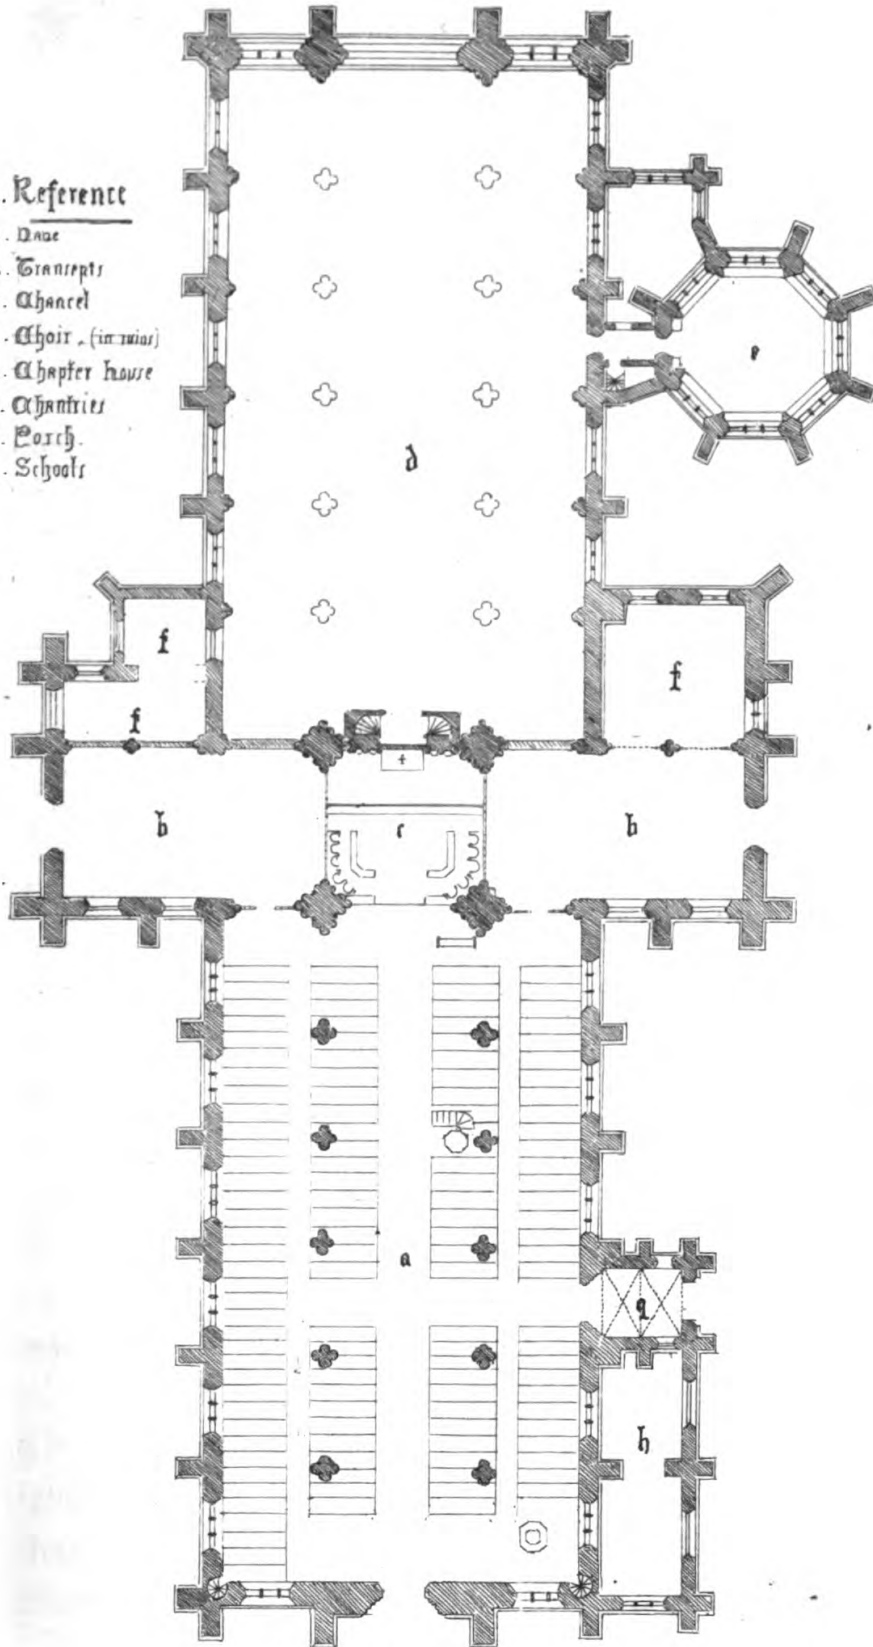 . Reference
. Nave
. Transepts
. Chancel
. Choir . (in ruins)
. Chapter house
. Chantries
. Porch .
. Schools
e
d
f
f
f
b
c
b
a
g
h